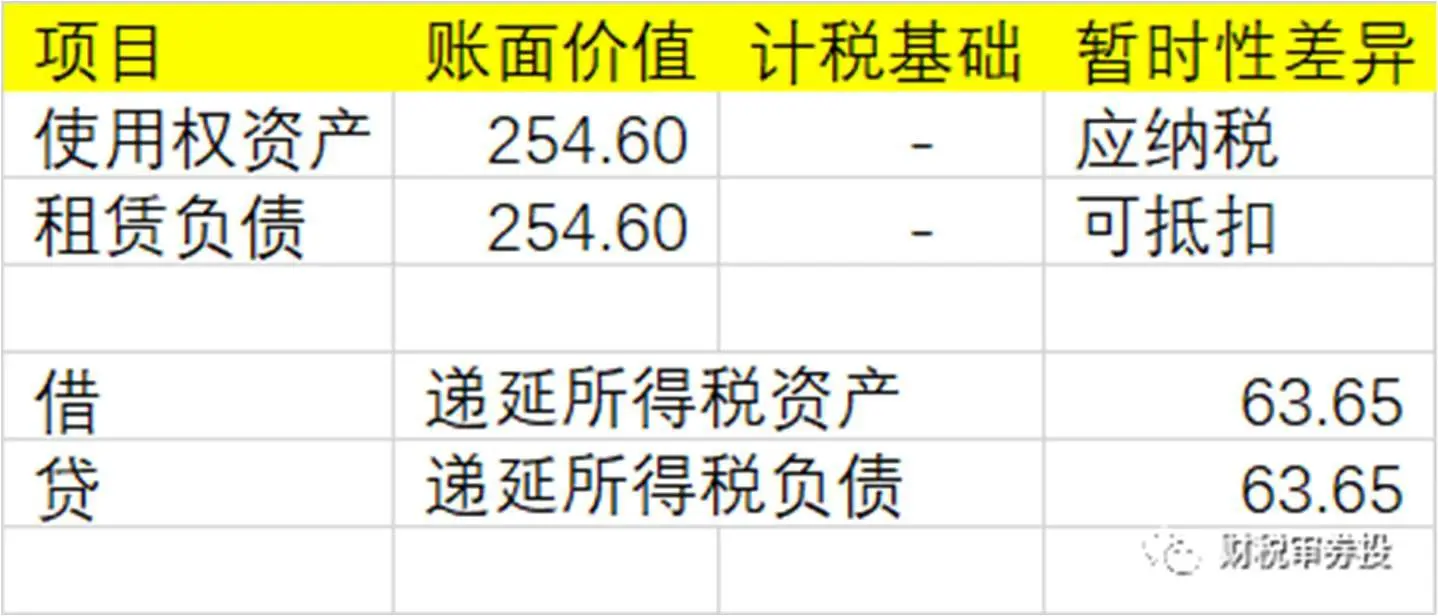 项目 账面价值 计税基础 暂时性差异
使用权资产 254.60 - 应纳税
租赁负债 254.60 - 可抵扣
借 递延所得税资产 63.65
贷 递延所得税负债 63.65
财税审券投